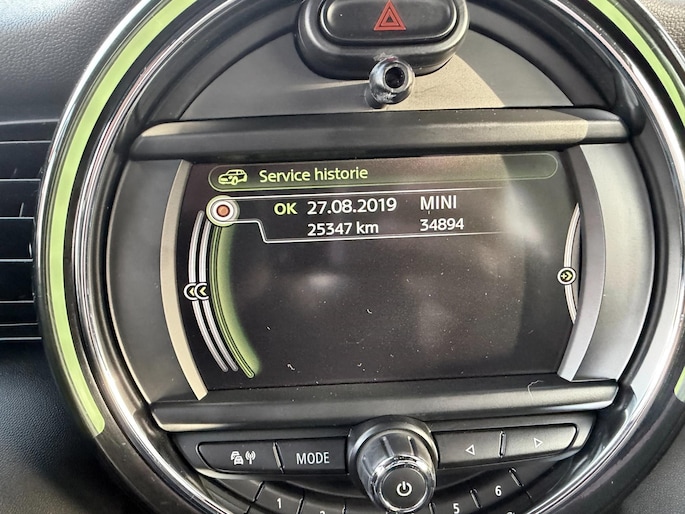 Service historie
OK 27.08.2019 MINI
25347 km 34894
MODE
1
5 6